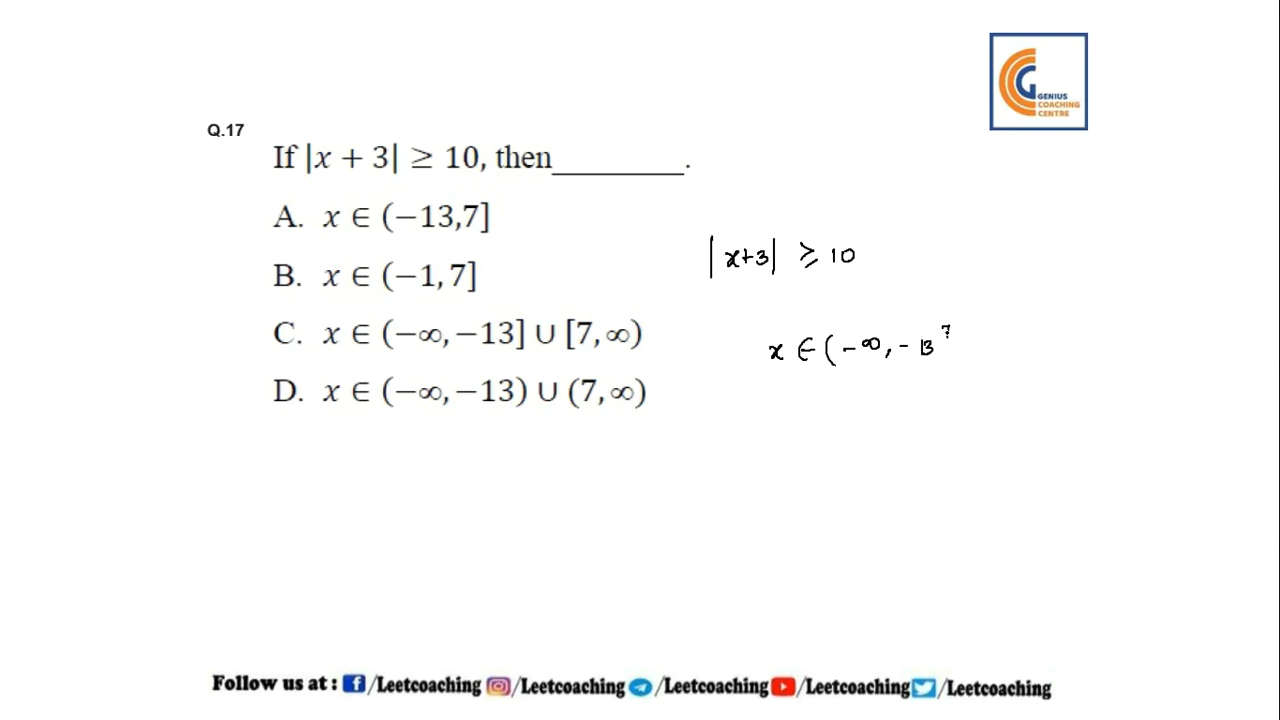 GENIUS
COACHING
CENTRE
Q.17
If |x + 3| ≥ 10, then________.
A. x ∈ (−13,7]
B. x ∈ (−1,7]
C. x ∈ (−∞,−13] ∪ [7,∞)
D. x ∈ (−∞,−13) ∪ (7,∞)
|x+3| ≥ 10
x ∈ (-∞, -13
Follow us at : /Leetcoaching /Leetcoaching /Leetcoaching /Leetcoaching /Leetcoaching